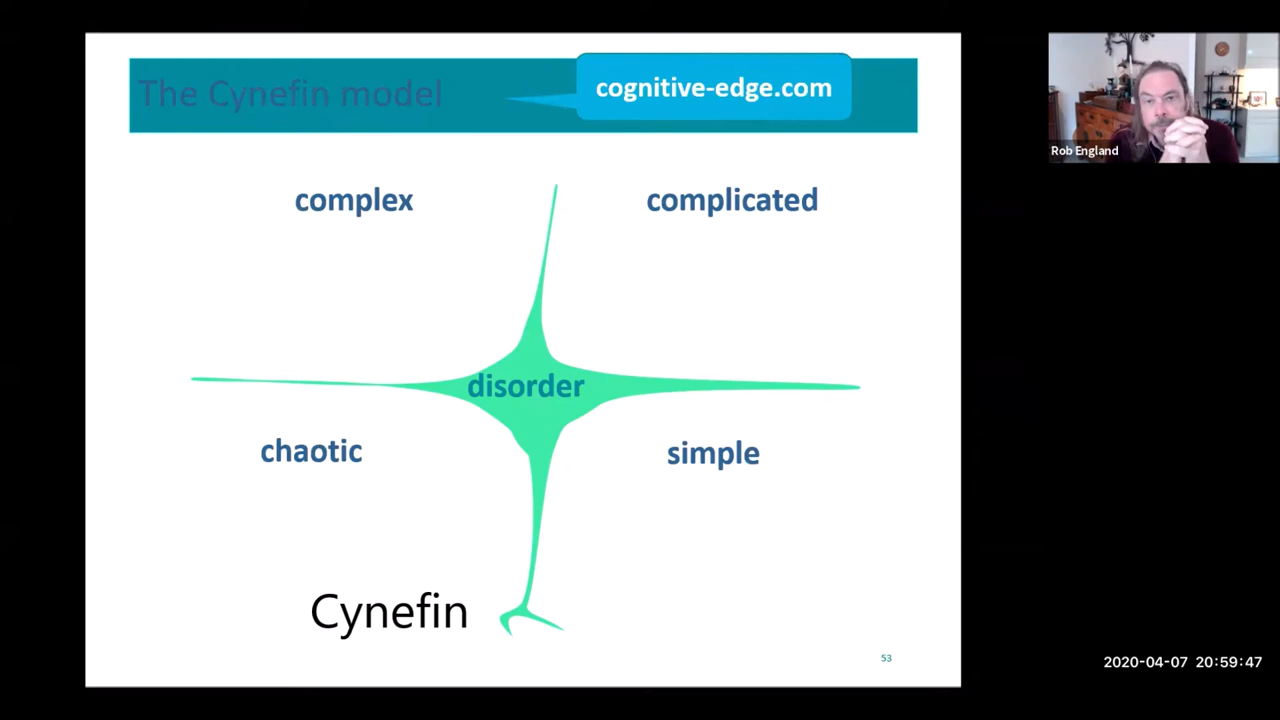 The Cynefin model
cognitive-edge.com
Rob England
complex
complicated
disorder
chaotic
simple
Cynefin
53
2020-04-07 20:59:47